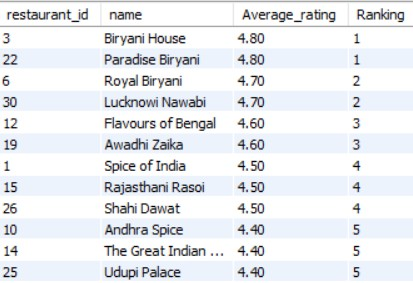 restaurant_id name Average_rating Ranking
3 Biryani House 4.80 1
22 Paradise Biryani 4.80 1
6 Royal Biryani 4.70 2
30 Lucknowi Nawabi 4.70 2
12 Flavours of Bengal 4.60 3
19 Awadhi Zaika 4.60 3
1 Spice of India 4.50 4
15 Rajasthani Rasoi 4.50 4
26 Shahi Dawat 4.50 4
10 Andhra Spice 4.40 5
14 The Great Indian ... 4.40 5
25 Udupi Palace 4.40 5